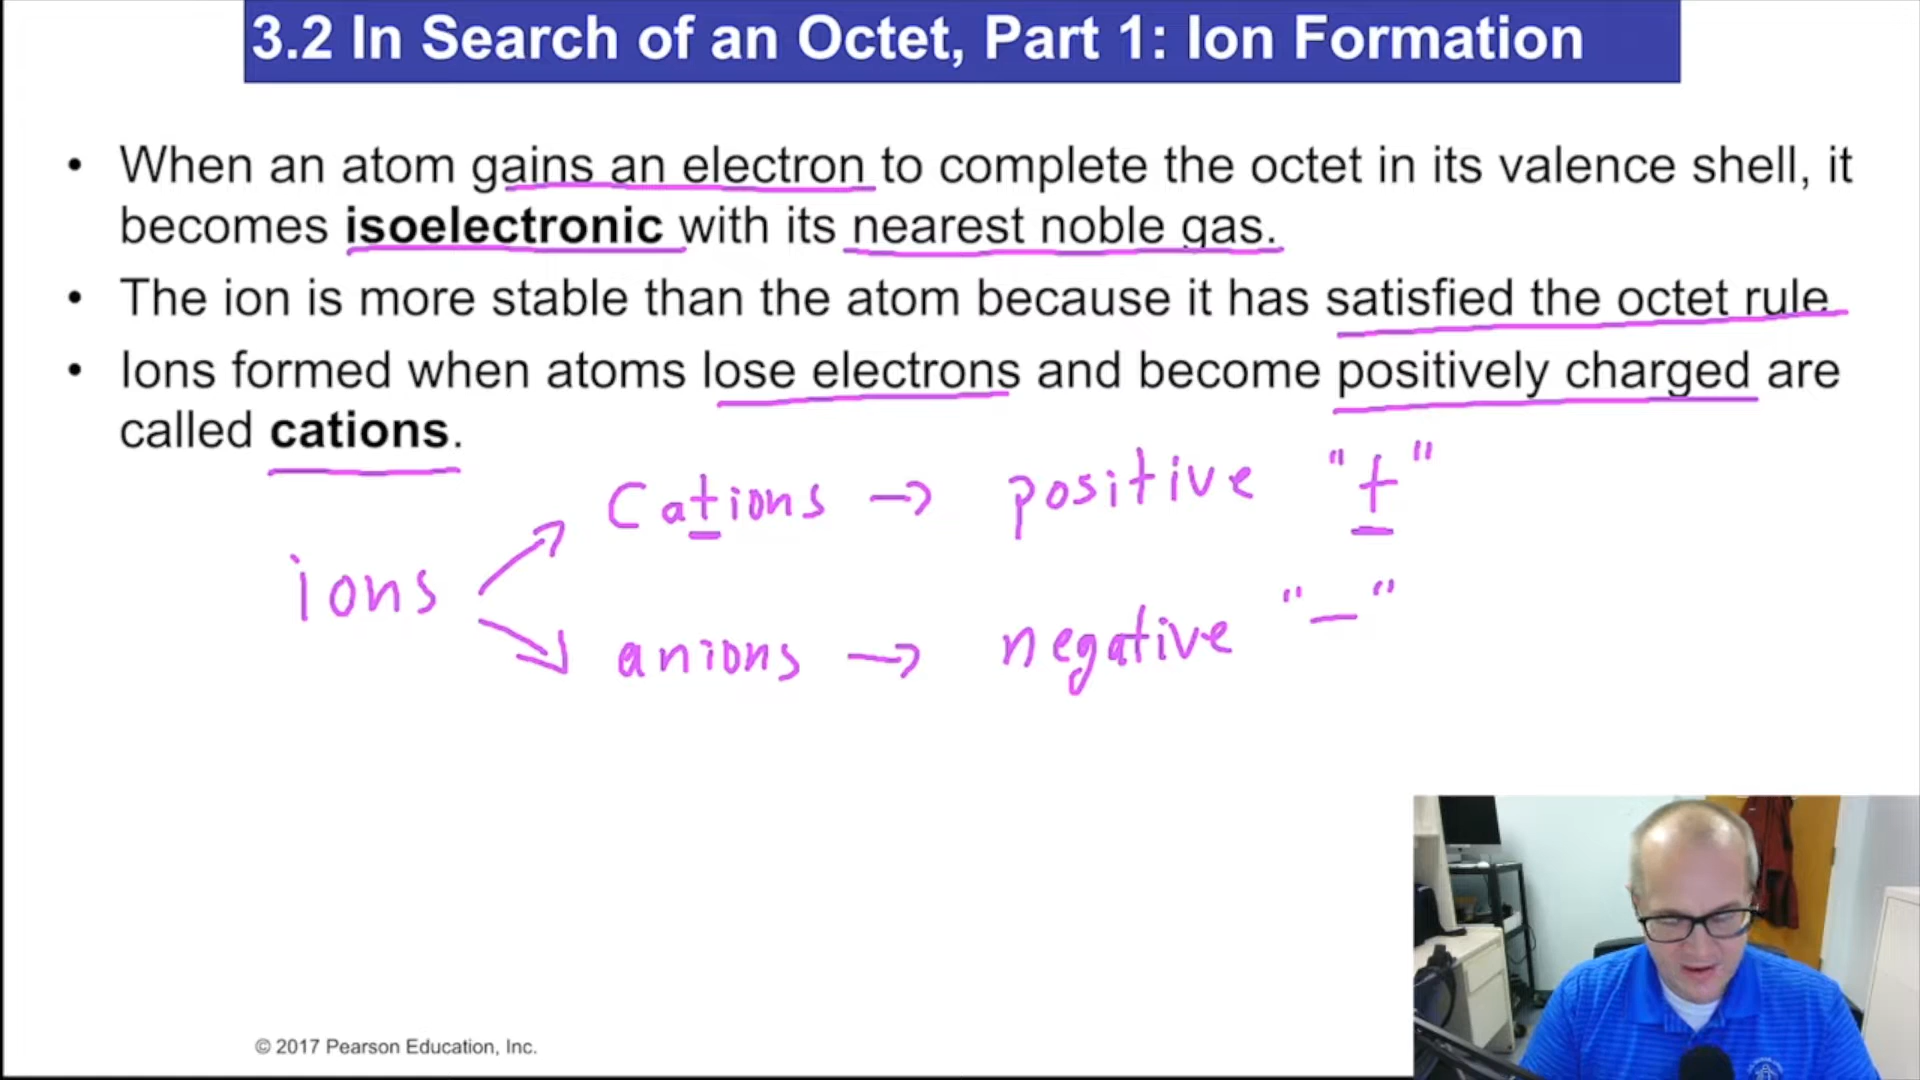 3.2 In Search of an Octet, Part 1: Ion Formation
• When an atom gains an electron to complete the octet in its valence shell, it
becomes isoelectronic with its nearest noble gas.
• The ion is more stable than the atom because it has satisfied the octet rule
• Ions formed when atoms lose electrons and become positively charged are
called cations.
Cations → positive "+"
ions
anions → negative "−"
© 2017 Pearson Education, Inc.